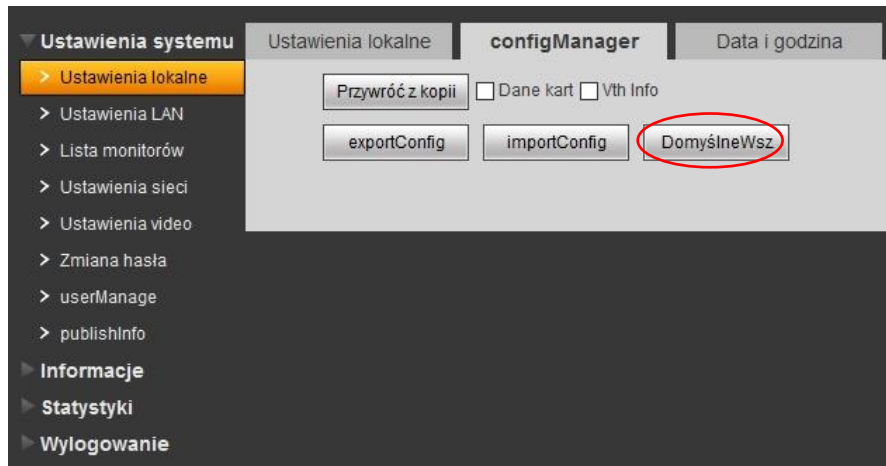 Ustawienia systemu
Ustawienia lokalne
Ustawienia LAN
Lista monitorów
Ustawienia sieci
Ustawienia video
Zmiana hasła
userManage
publishInfo
Informacje
Statystyki
Wylogowanie
Ustawienia lokalne configManager Data i godzina
Przywróć z kopii Dane kart Vth Info
exportConfig importConfig DomyślneWsz